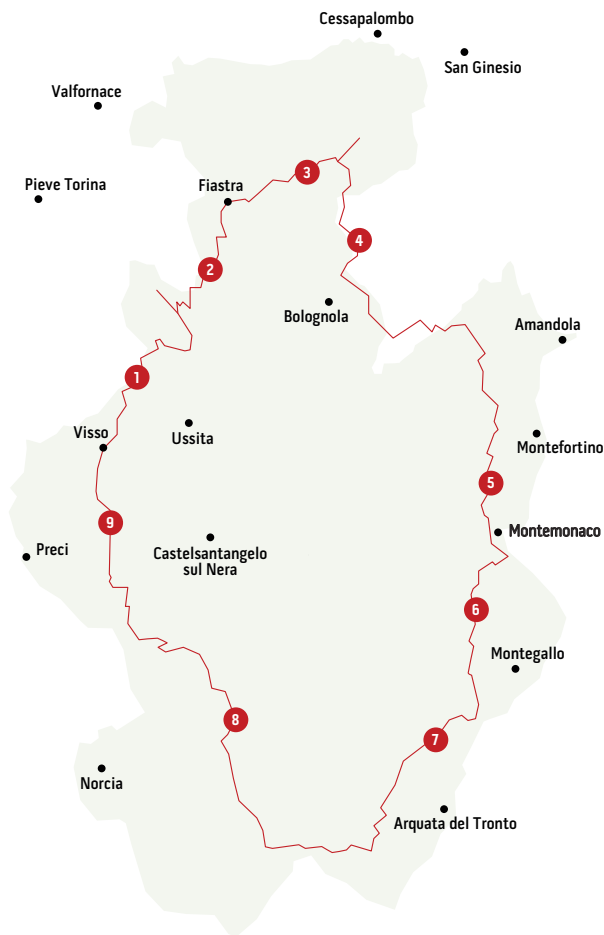 Cessapalombo
San Ginesio
Valfornace
3
Pieve Torina
Fiastra
4
2
Bolognola
Amandola
1
Ussita
Visso
Montefortino
5
9
Montemonaco
Preci
Castelsantangelo
sul Nera
6
Montegallo
8
7
Norcia
Arquata del Tronto